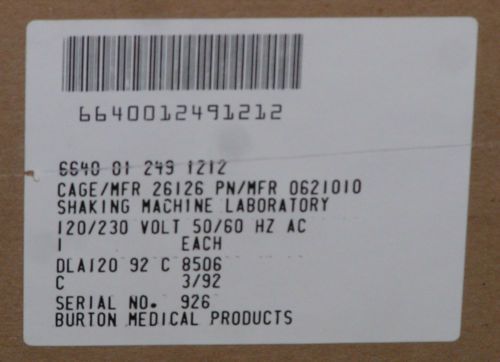 6640012491212
6640 01 249 1212
CAGE/MFR 26126 PN/MFR 0621010
SHAKING MACHINE LABORATORY
120/230 VOLT 50/60 HZ AC
1 EACH
DLA120 92 C 8506
C 3/92
SERIAL NO. 926
BURTON MEDICAL PRODUCTS